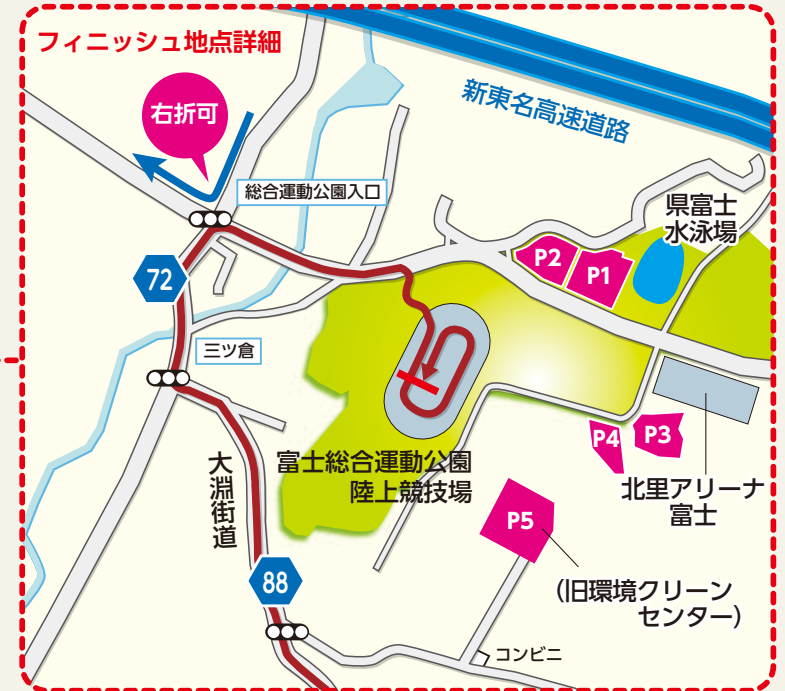 フィニッシュ地点詳細
右折可
新東名高速道路
総合運動公園入口
県富士
水泳場
P2
P1
72
三ツ倉
P4
P3
大淵街道
富士総合運動公園
陸上競技場
北里アリーナ
富士
P5
88
(旧環境クリーン
センター)
コンビニ